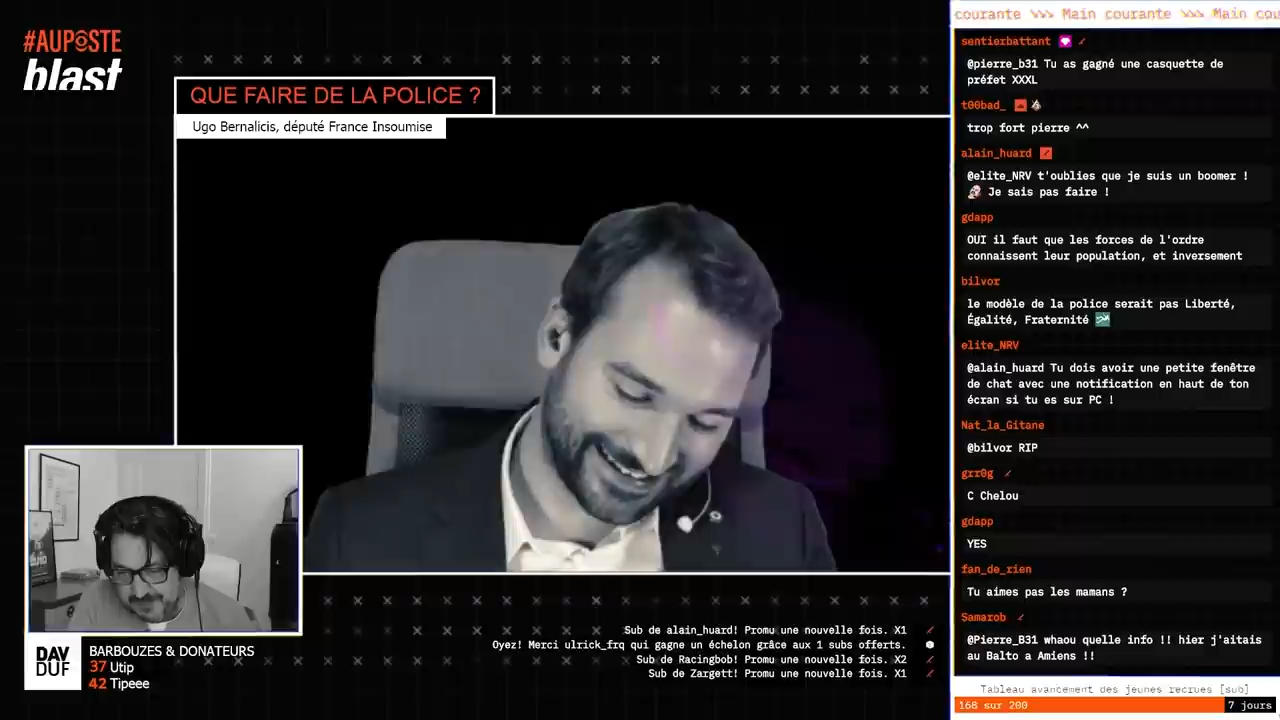 #AUPOSTE
blast
QUE FAIRE DE LA POLICE ?
Ugo Bernalicis, député France Insoumise
DAV
DUF
BARBOUZES & DONATEURS
37 Utip
42 Tipeee
Sub de alain_huard! Promu une nouvelle fois. X1
Oyez! Merci ulrick_frq qui gagne un échelon grâce aux 1 subs offerts.
Sub de Racingbob! Promu une nouvelle fois. X2
Sub de Zargett! Promu une nouvelle fois. X1
courante >>> Main courante >>> Main cou
sentierbattant
@pierre_b31 Tu as gagné une casquette de
préfet XXXL
t00bad_
trop fort pierre ^^
alain_huard
@elite_NRV t'oublies que je suis un boomer !
Je sais pas faire !
gdapp
OUI il faut que les forces de l'ordre
connaissent leur population, et inversement
bilvor
le modèle de la police serait pas Liberté,
Égalité, Fraternité
elite_NRV
@alain_huard Tu dois avoir une petite fenêtre
de chat avec une notification en haut de ton
écran si tu es sur PC !
Nat_la_Gitane
@bilvor RIP
grr0g
C Chelou
gdapp
YES
fan_de_rien
Tu aimes pas les mamans ?
Samarob
@Pierre_B31 whaou quelle info !! hier j'aitais
au Balto a Amiens !!
Tableau avancement des jeunes recrues [sub]
168 sur 200
7 jours